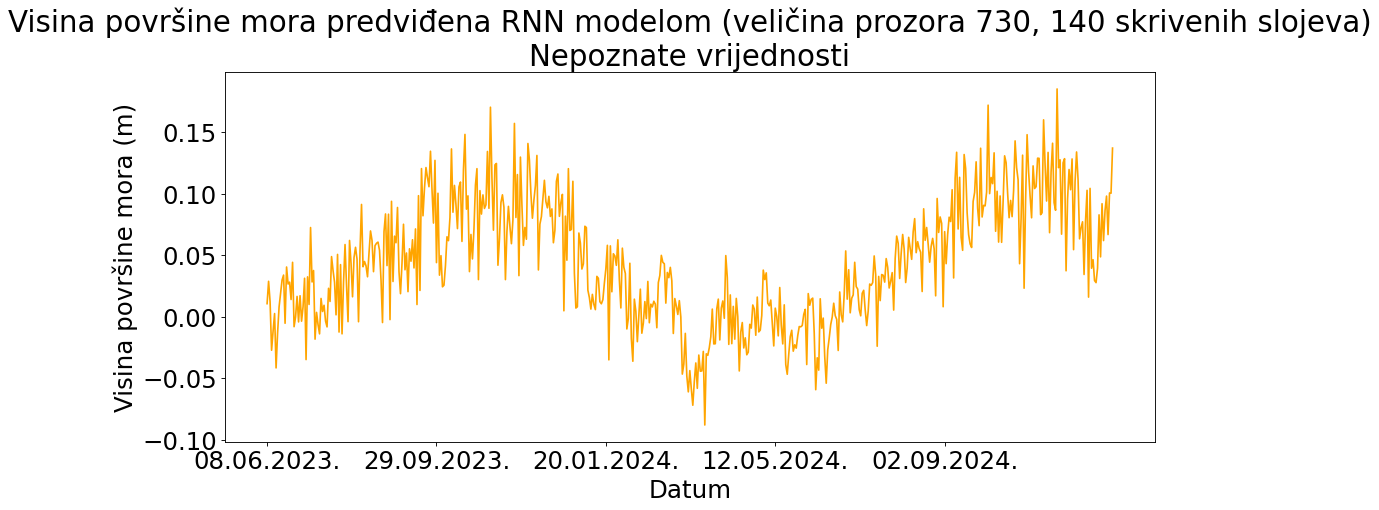 Visina površine mora predviđena RNN modelom (veličina prozora 730, 140 skrivenih slojeva)
Nepoznate vrijednosti
Visina površine mora (m)
0.15
0.10
0.05
0.00
−0.05
−0.10
08.06.2023. 29.09.2023. 20.01.2024. 12.05.2024. 02.09.2024.
Datum